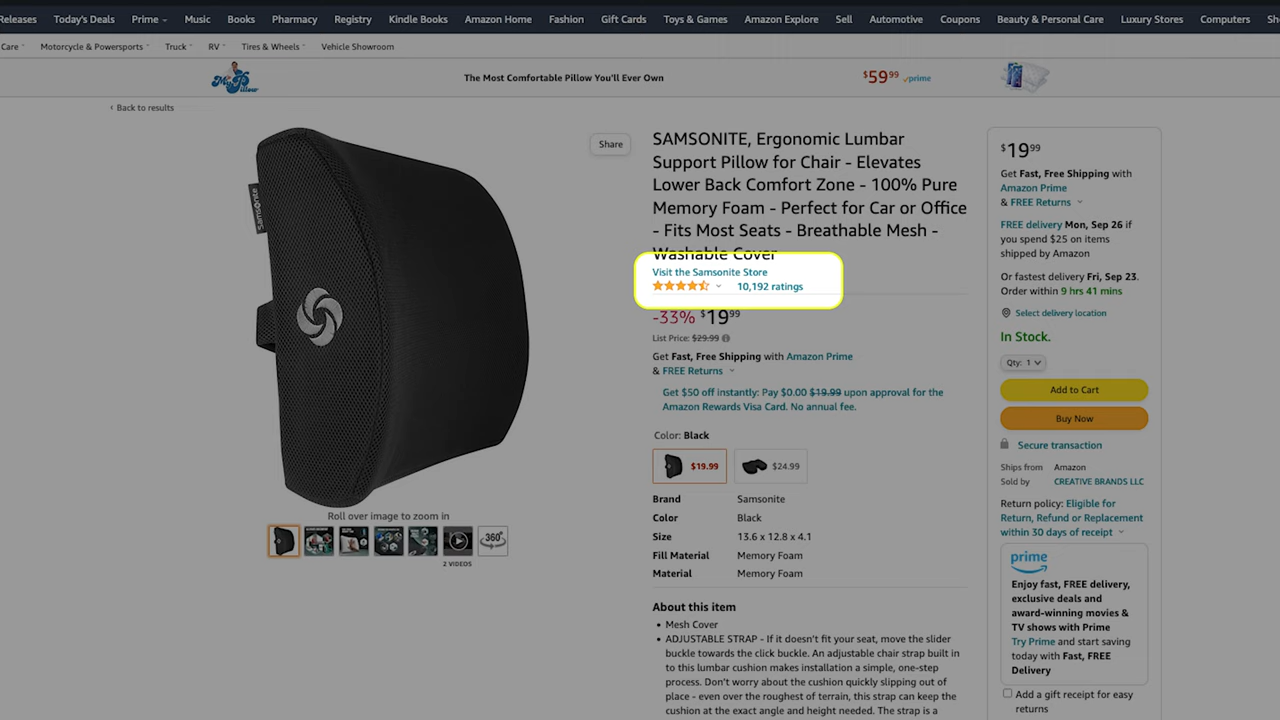 Releases Today's Deals Prime Music Books Pharmacy Registry Kindle Books Amazon Home Fashion Gift Cards Toys & Games Amazon Explore Sell Automotive Coupons Beauty & Personal Care Luxury Stores Computers
Care Motorcycle & Powersports Truck RV Tires & Wheels Vehicle Showroom
MyPillow The Most Comfortable Pillow You'll Ever Own $59.99 prime
‹ Back to results
Share
Samsonite
Roll over image to zoom in
360°
2 VIDEOS
SAMSONITE, Ergonomic Lumbar
Support Pillow for Chair - Elevates
Lower Back Comfort Zone - 100% Pure
Memory Foam - Perfect for Car or Office
- Fits Most Seats - Breathable Mesh -
Washable Cover
Visit the Samsonite Store
10,192 ratings
-33% $19.99
List Price: $29.99
Get Fast, Free Shipping with Amazon Prime
& FREE Returns
Get $50 off instantly: Pay $0.00 $19.99 upon approval for the
Amazon Rewards Visa Card. No annual fee.
Color: Black
$19.99 $24.99
Brand Samsonite
Color Black
Size 13.6 x 12.8 x 4.1
Fill Material Memory Foam
Material Memory Foam
About this item
• Mesh Cover
• ADJUSTABLE STRAP - If it doesn't fit your seat, move the slider
buckle towards the click buckle. An adjustable chair strap built in
to this lumbar cushion makes installation a simple, one-step
process. Don't worry about the cushion quickly slipping out of
place - even over the roughest of terrain, this strap can keep the
cushion at the exact angle and height needed. The strap is a
$19.99
Get Fast, Free Shipping with
Amazon Prime
& FREE Returns
FREE delivery Mon, Sep 26 if
you spend $25 on items
shipped by Amazon
Or fastest delivery Fri, Sep 23.
Order within 9 hrs 41 mins
Select delivery location
In Stock.
Qty: 1
Add to Cart
Buy Now
Secure transaction
Ships from Amazon
Sold by CREATIVE BRANDS LLC
Return policy: Eligible for
Return, Refund or Replacement
within 30 days of receipt
prime
Enjoy fast, FREE delivery,
exclusive deals and
award-winning movies &
TV shows with Prime
Try Prime and start saving
today with Fast, FREE
Delivery
Add a gift receipt for easy
returns